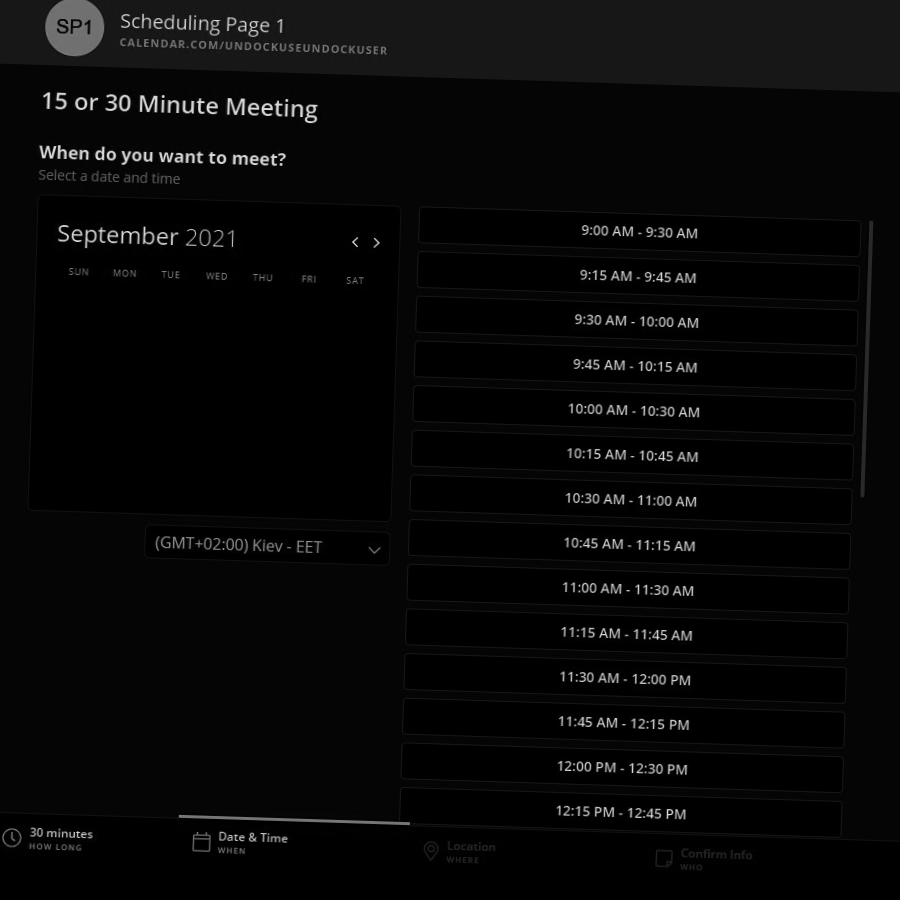 SP1
Scheduling Page 1
CALENDAR.COM/UNDOCKUSEUNDOCKUSER
15 or 30 Minute Meeting
When do you want to meet?
Select a date and time
September 2021
SUN MON TUE WED THU FRI SAT
(GMT+02:00) Kiev - EET
9:00 AM - 9:30 AM
9:15 AM - 9:45 AM
9:30 AM - 10:00 AM
9:45 AM - 10:15 AM
10:00 AM - 10:30 AM
10:15 AM - 10:45 AM
10:30 AM - 11:00 AM
10:45 AM - 11:15 AM
11:00 AM - 11:30 AM
11:15 AM - 11:45 AM
11:30 AM - 12:00 PM
11:45 AM - 12:15 PM
12:00 PM - 12:30 PM
12:15 PM - 12:45 PM
30 minutes
HOW LONG
Date & Time
WHEN
Location
WHERE
Confirm Info
WHO